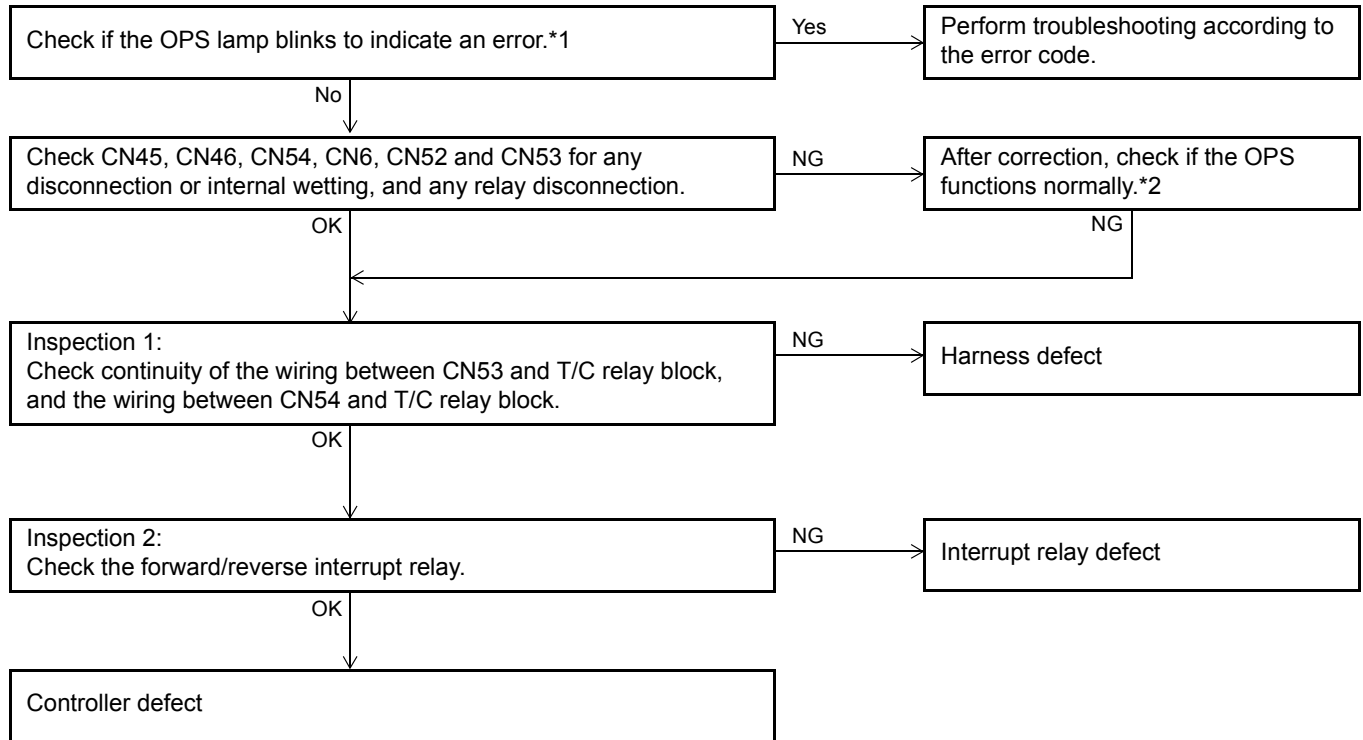 Check if the OPS lamp blinks to indicate an error.*1
Yes
Perform troubleshooting according to
the error code.
No
Check CN45, CN46, CN54, CN6, CN52 and CN53 for any
disconnection or internal wetting, and any relay disconnection.
NG
After correction, check if the OPS
functions normally.*2
OK
NG
Inspection 1:
Check continuity of the wiring between CN53 and T/C relay block,
and the wiring between CN54 and T/C relay block.
NG
Harness defect
OK
Inspection 2:
Check the forward/reverse interrupt relay.
NG
Interrupt relay defect
OK
Controller defect